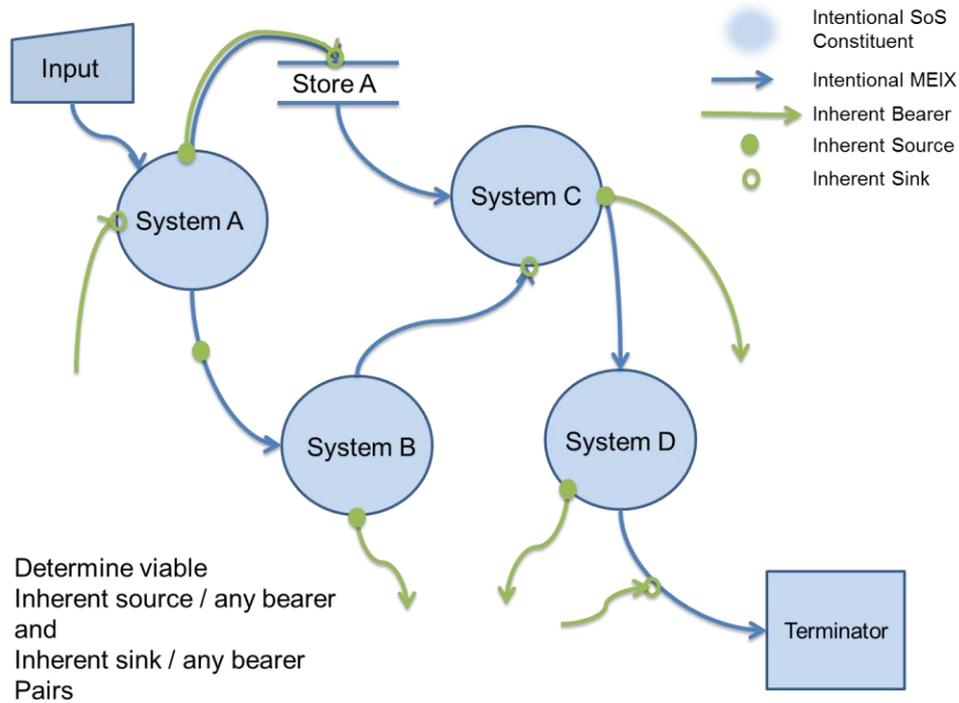 Input
Store A
System A
System C
System B
System D
Terminator
Intentional SoS
Constituent
Intentional MEIX
Inherent Bearer
Inherent Source
Inherent Sink
Determine viable
Inherent source / any bearer
and
Inherent sink / any bearer
Pairs